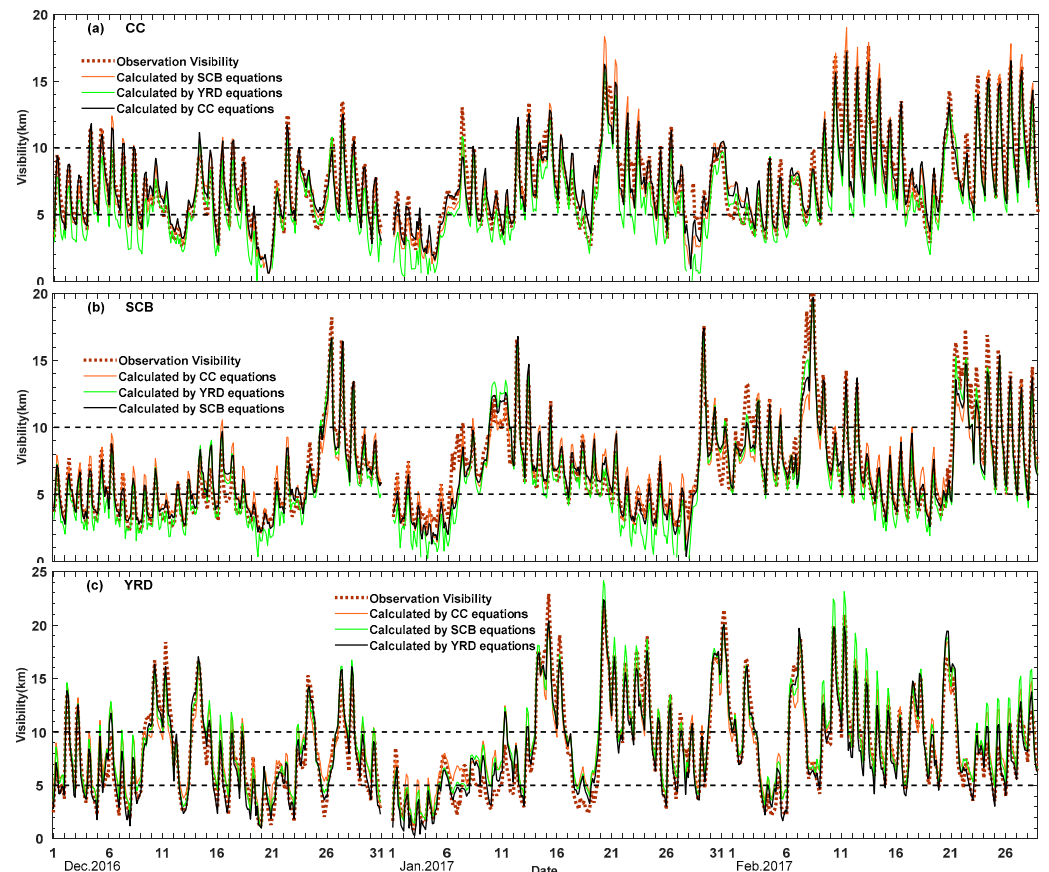 20
(a) CC
Observation Visibility
Calculated by SCB equations
Calculated by YRD equations
Calculated by CC equations
15
10
5
0
Visibility(km)
20
(b) SCB
Observation Visibility
Calculated by CC equations
Calculated by YRD equations
Calculated by SCB equations
15
10
5
0
Visibility(km)
25
(c) YRD
Observation Visibility
Calculated by CC equations
Calculated by SCB equations
Calculated by YRD equations
20
15
10
5
0
Visibility(km)
1 6 11 16 21 26 31 1 6 11 16 21 26 31 1 6 11 16 21 26
Dec.2016 Jan.2017 Date Feb.2017